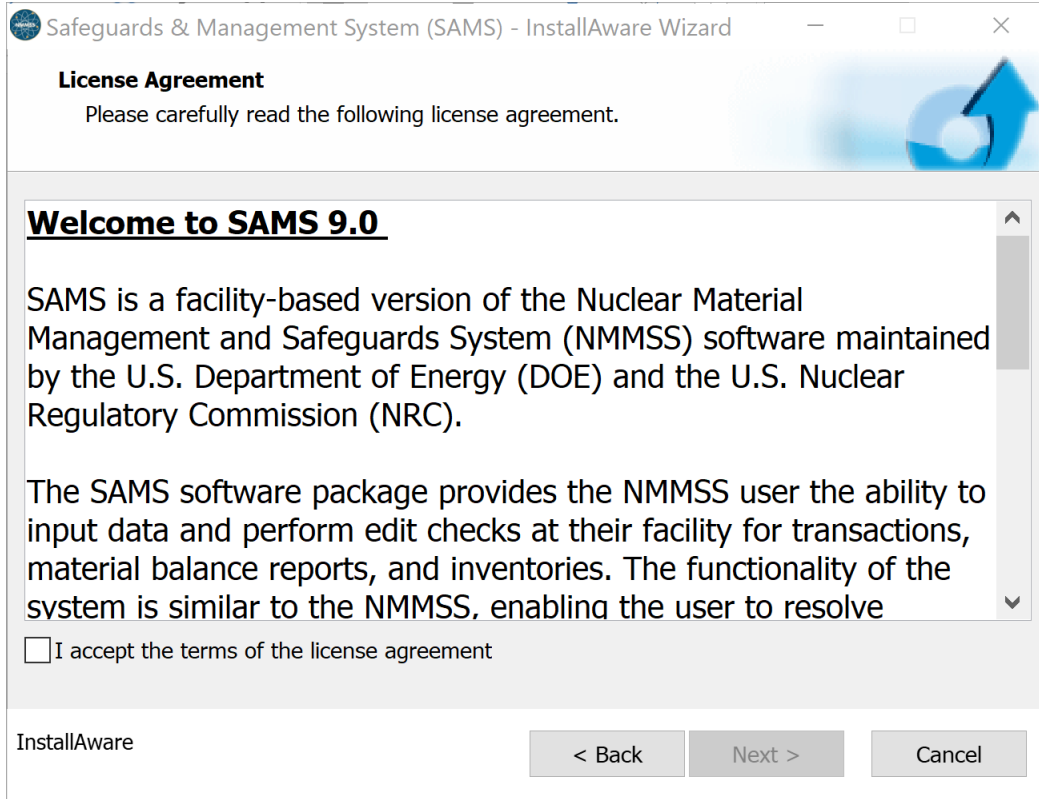 Safeguards & Management System (SAMS) - InstallAware Wizard
License Agreement
Please carefully read the following license agreement.
Welcome to SAMS 9.0
SAMS is a facility-based version of the Nuclear Material
Management and Safeguards System (NMMSS) software maintained
by the U.S. Department of Energy (DOE) and the U.S. Nuclear
Regulatory Commission (NRC).
The SAMS software package provides the NMMSS user the ability to
input data and perform edit checks at their facility for transactions,
material balance reports, and inventories. The functionality of the
system is similar to the NMMSS, enabling the user to resolve
I accept the terms of the license agreement
InstallAware
< Back
Next >
Cancel